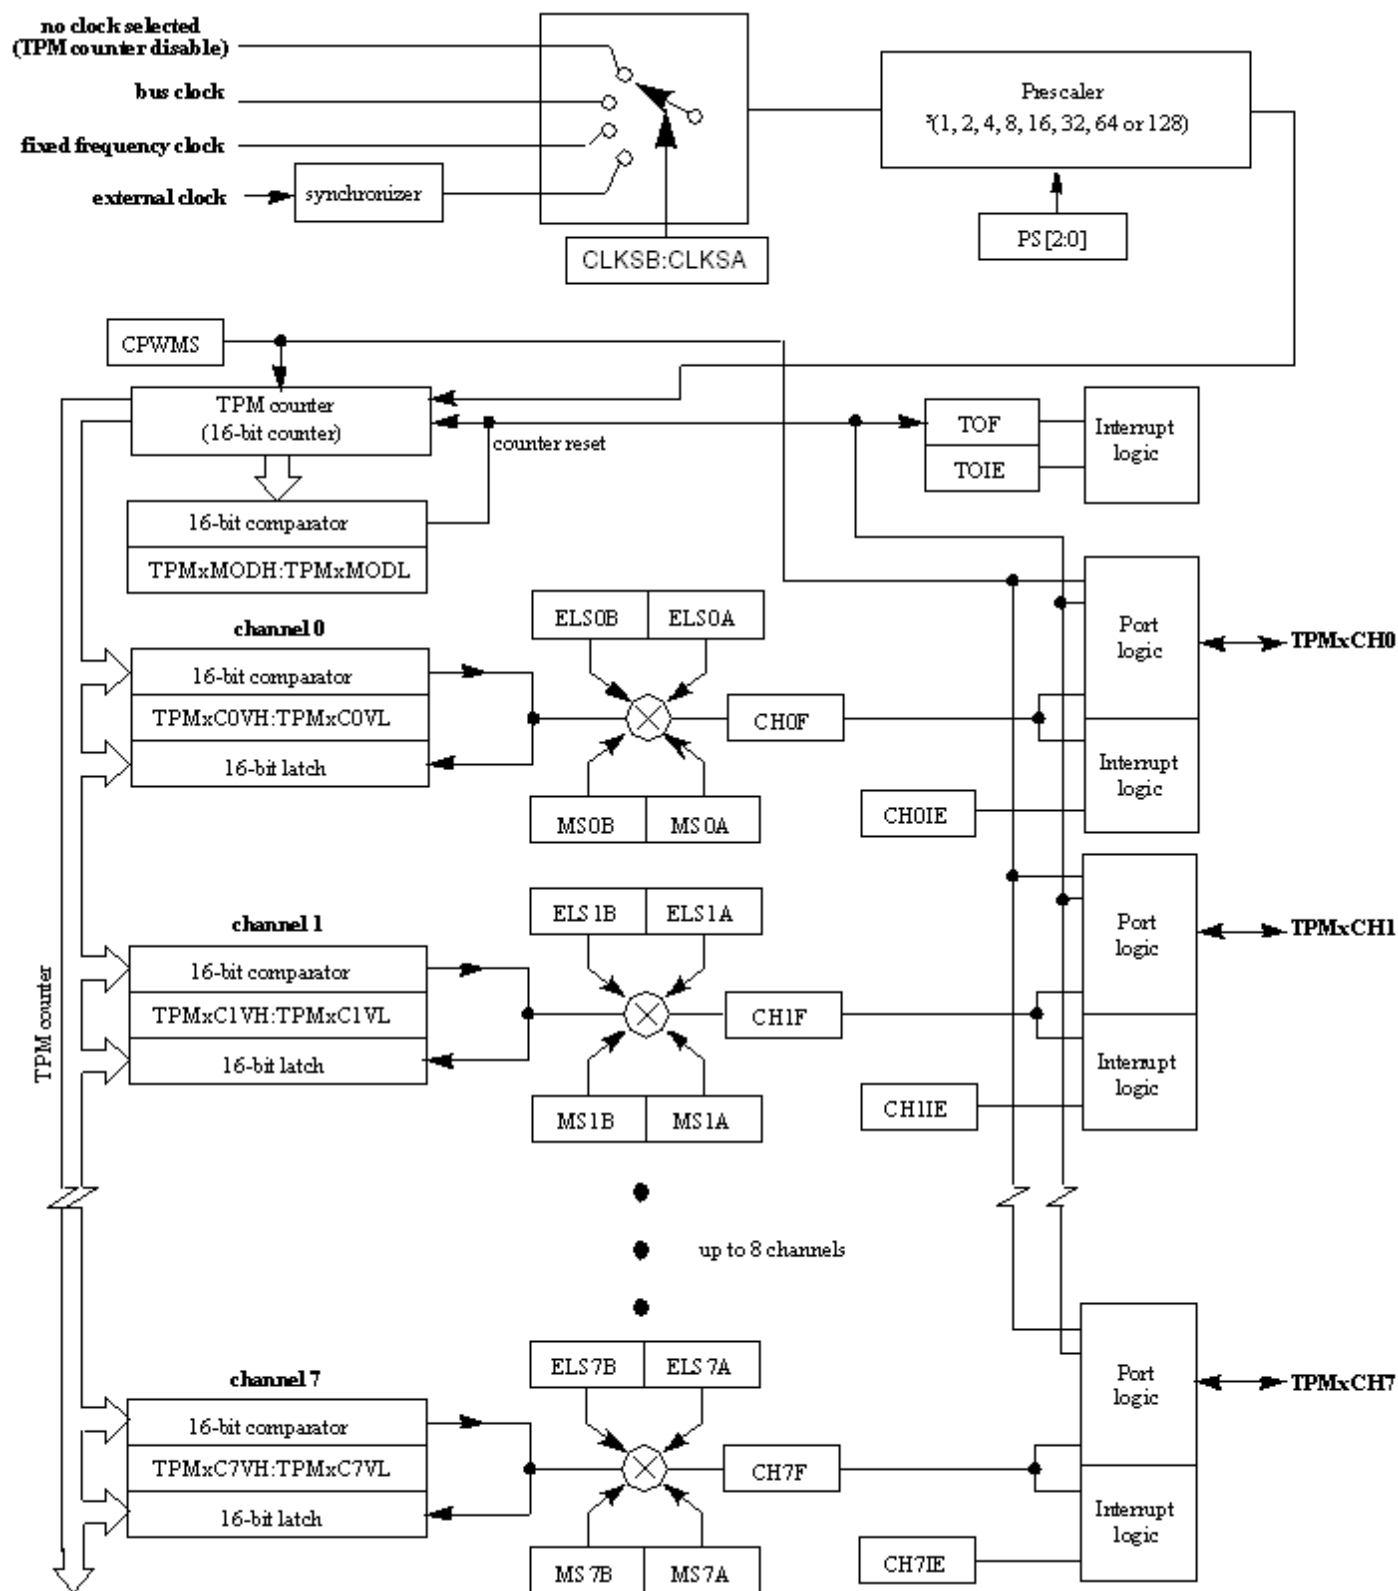 no clock selected
(TPM counter disable)
bus clock
fixed frequency clock
external clock
synchronizer
CLKSB:CLKSA
Prescaler
(1, 2, 4, 8, 16, 32, 64 or 128)
PS[2:0]
CPWMS
TPM counter
(16-bit counter)
counter reset
TOF
TOIE
Interrupt
logic
16-bit comparator
TPMxMODH:TPMxMODL
channel 0
ELS0B
ELS0A
16-bit comparator
TPMxC0VH:TPMxC0VL
16-bit latch
CH0F
MS0B
MS0A
CH0IE
Port
logic
Interrupt
logic
TPMxCH0
channel 1
ELS1B
ELS1A
16-bit comparator
TPMxC1VH:TPMxC1VL
16-bit latch
CH1F
MS1B
MS1A
CH1IE
Port
logic
Interrupt
logic
TPMxCH1
TPM counter
up to 8 channels
channel 7
ELS7B
ELS7A
16-bit comparator
TPMxC7VH:TPMxC7VL
16-bit latch
CH7F
MS7B
MS7A
CH7IE
Port
logic
Interrupt
logic
TPMxCH7